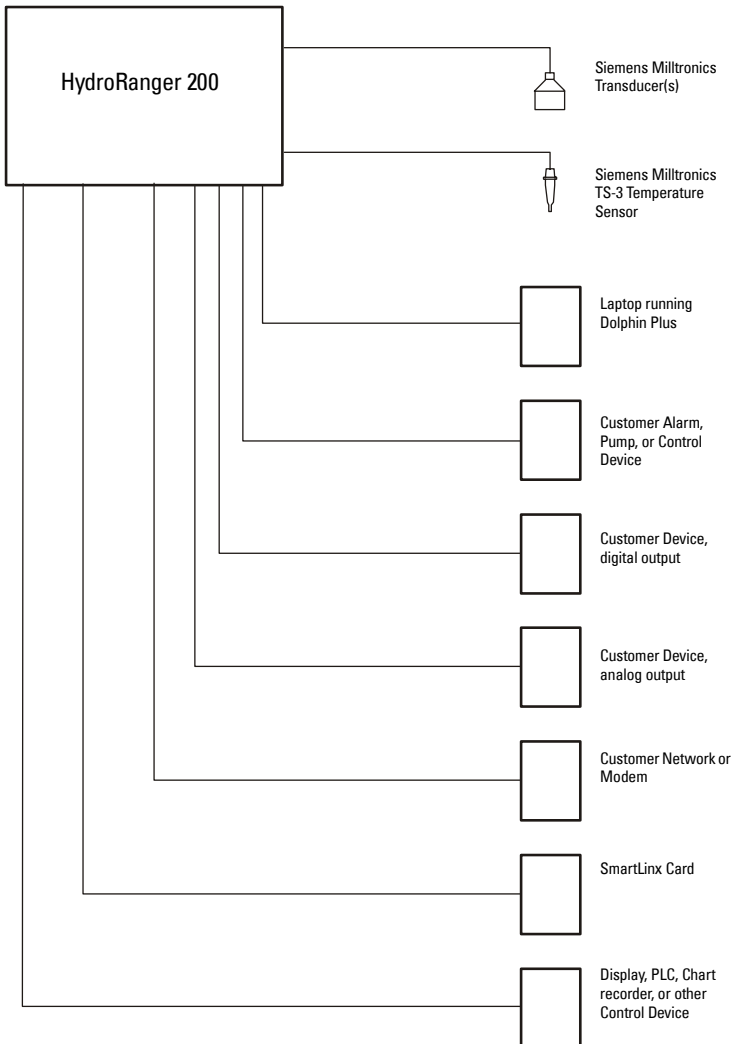 HydroRanger 200
Siemens Milltronics
Transducer(s)
Siemens Milltronics
TS-3 Temperature
Sensor
Laptop running
Dolphin Plus
Customer Alarm,
Pump, or Control
Device
Customer Device,
digital output
Customer Device,
analog output
Customer Network or
Modem
SmartLinx Card
Display, PLC, Chart
recorder, or other
Control Device